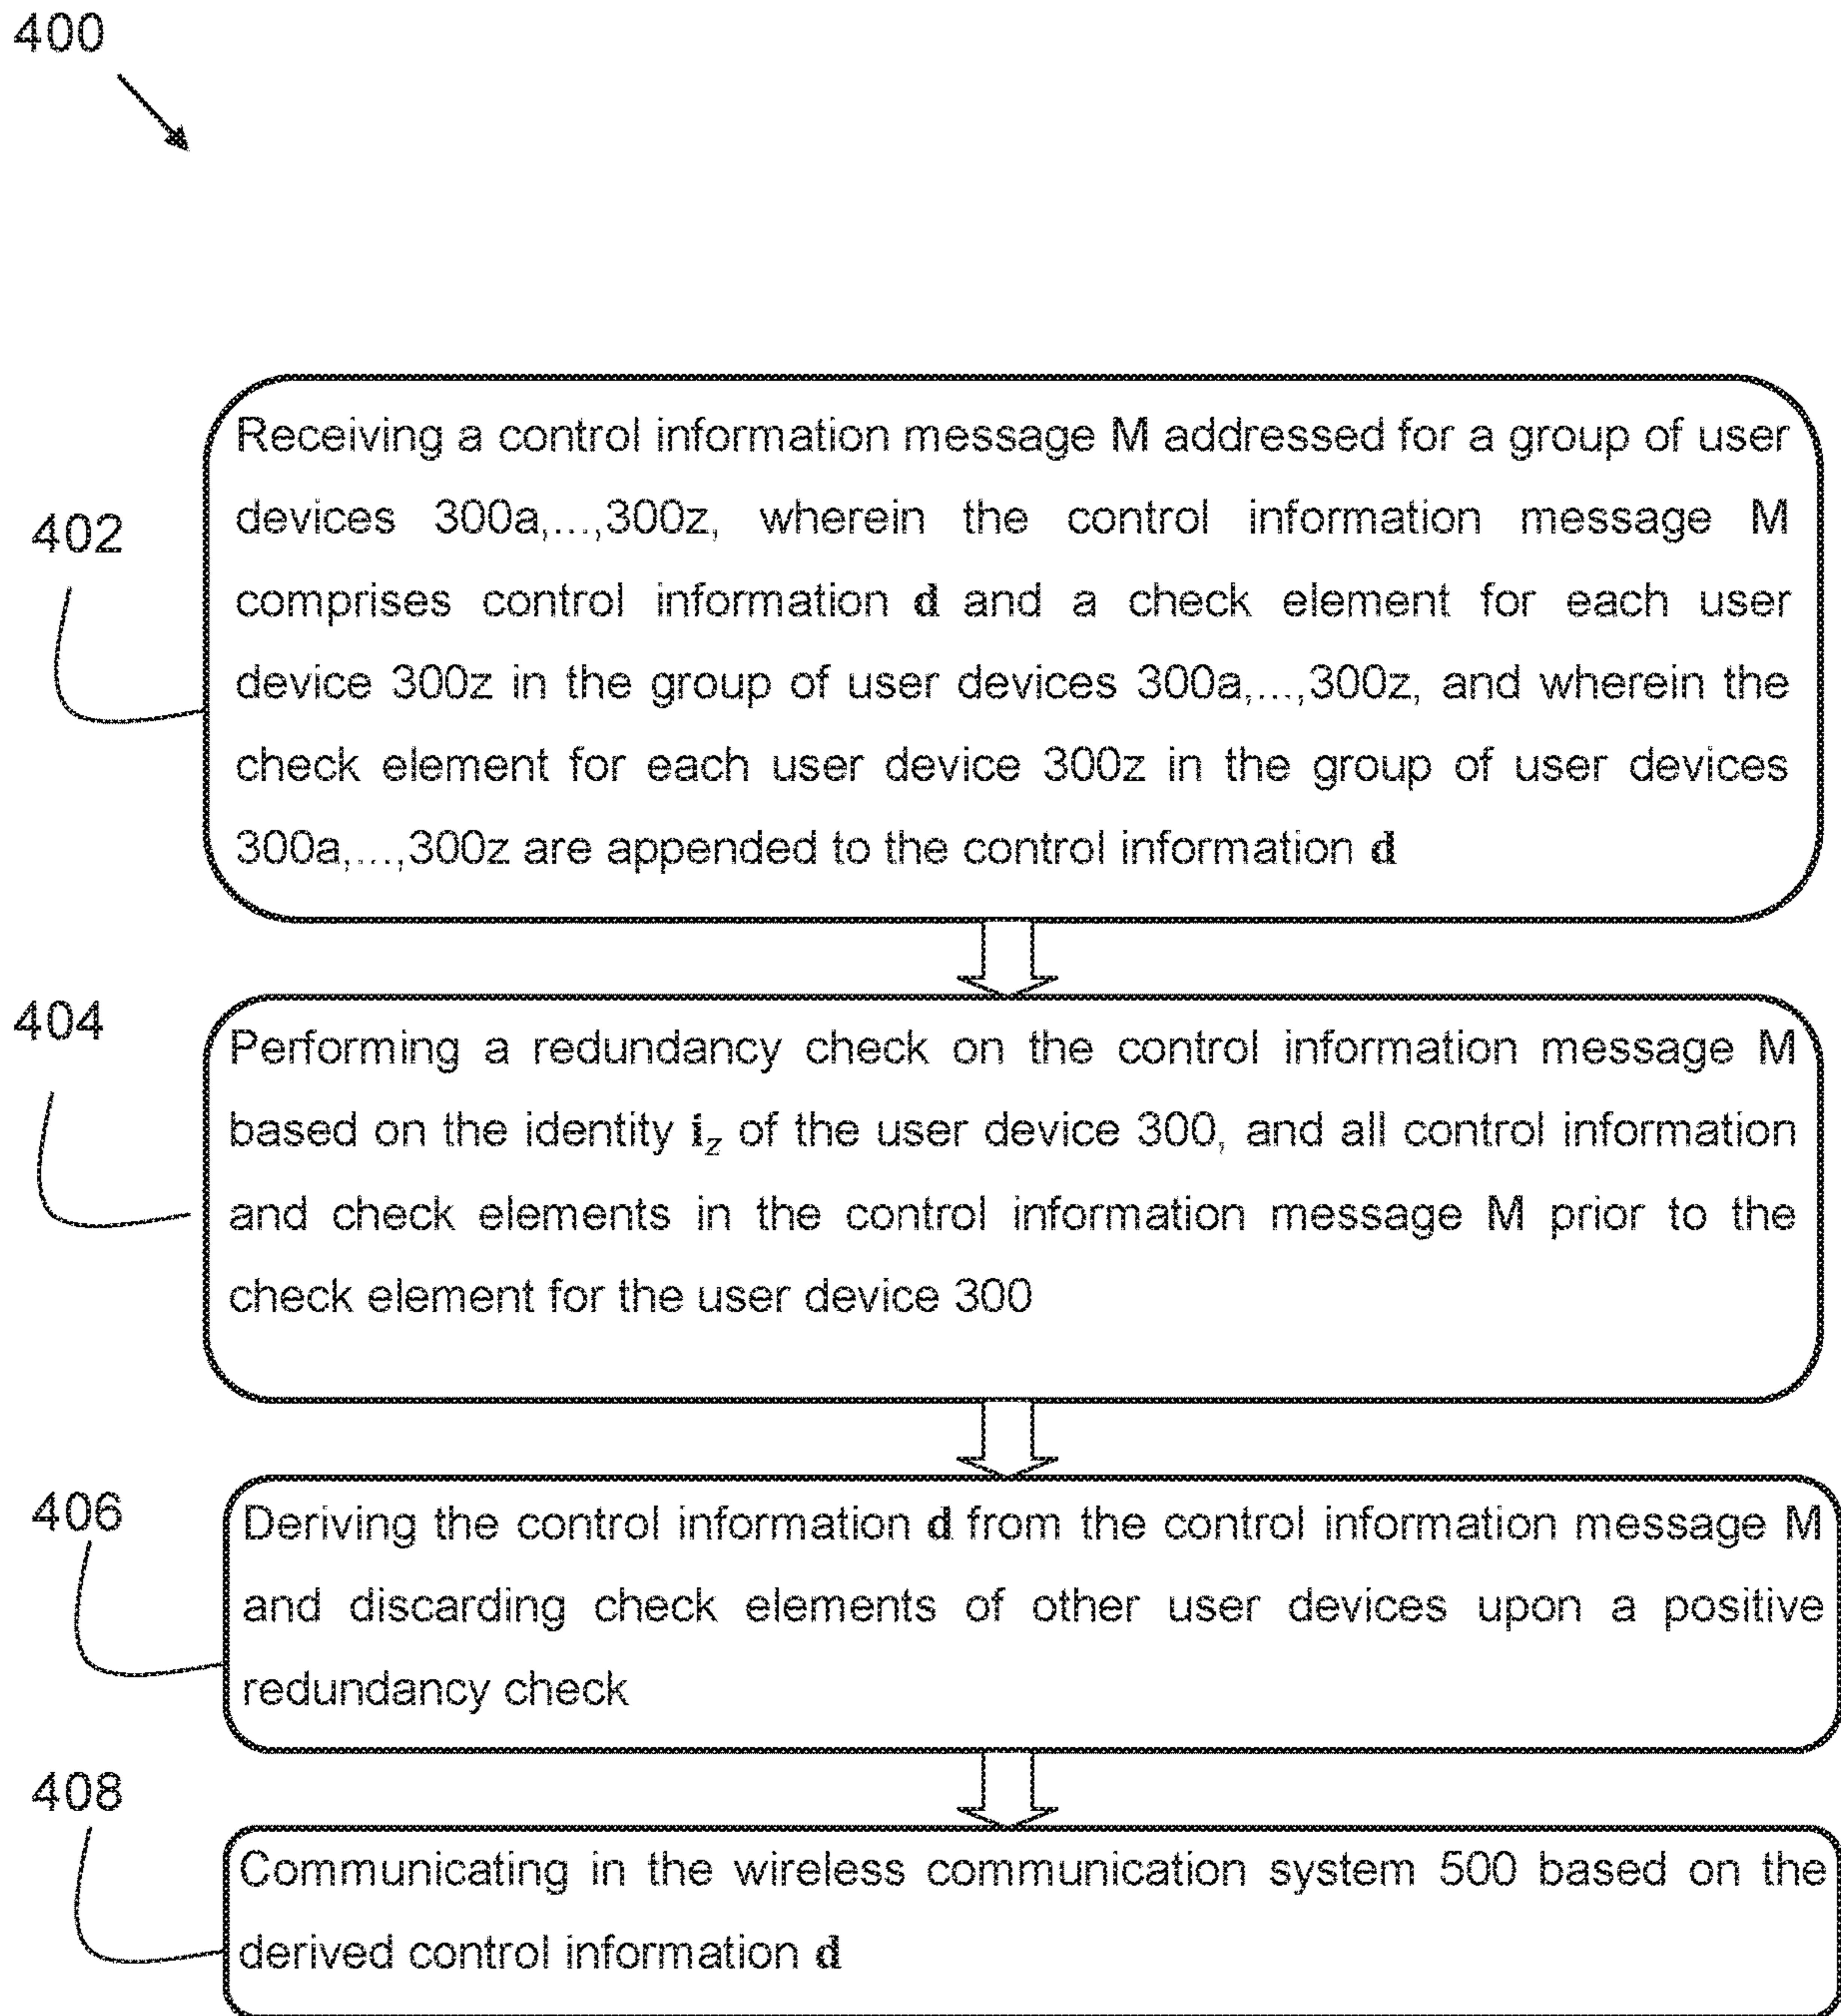 400
402
Receiving a control information message M addressed for a group of user
devices 300a,...,300z, wherein the control information message M
comprises control information d and a check element for each user
device 300z in the group of user devices 300a,...,300z, and wherein the
check element for each user device 300z in the group of user devices
300a,...,300z are appended to the control information d
404
Performing a redundancy check on the control information message M
based on the identity i_z of the user device 300, and all control information
and check elements in the control information message M prior to the
check element for the user device 300
406
Deriving the control information d from the control information message M
and discarding check elements of other user devices upon a positive
redundancy check
408
Communicating in the wireless communication system 500 based on the
derived control information d